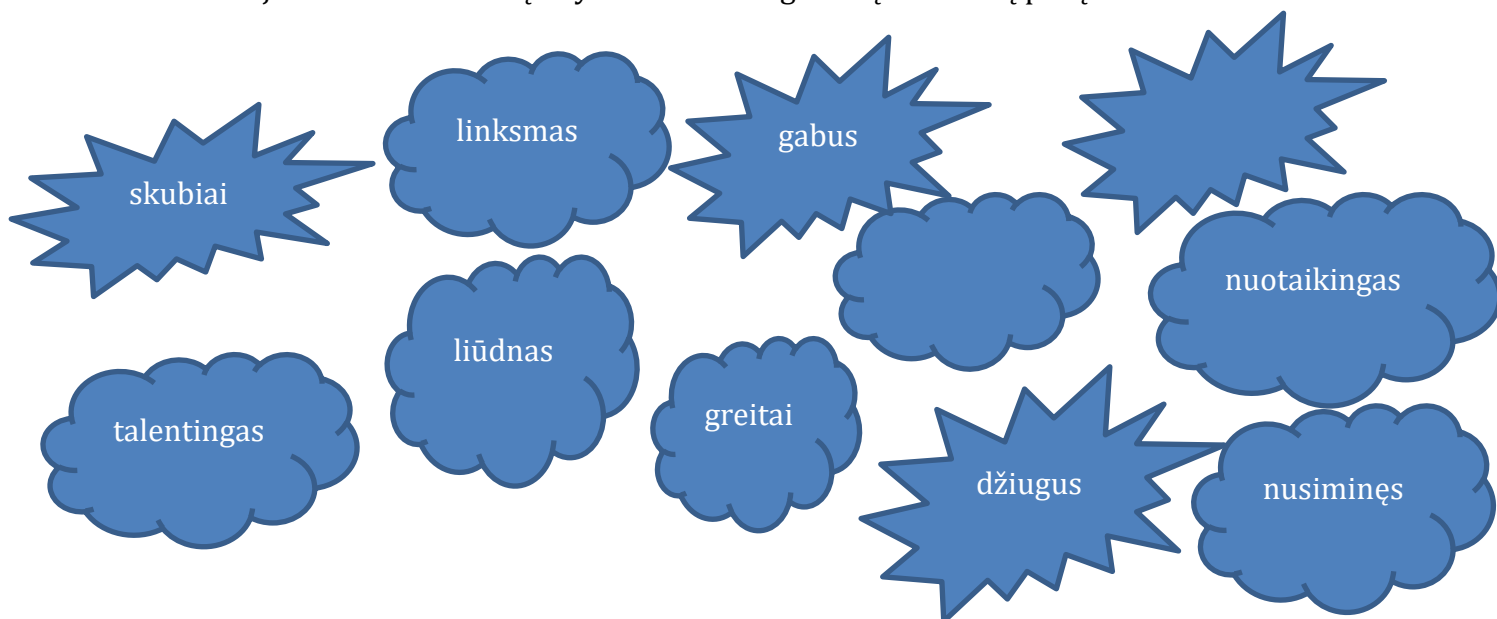 linksmas
gabus
skubiai
nuotaikingas
liūdnas
greitai
talentingas
džiugus
nusiminęs